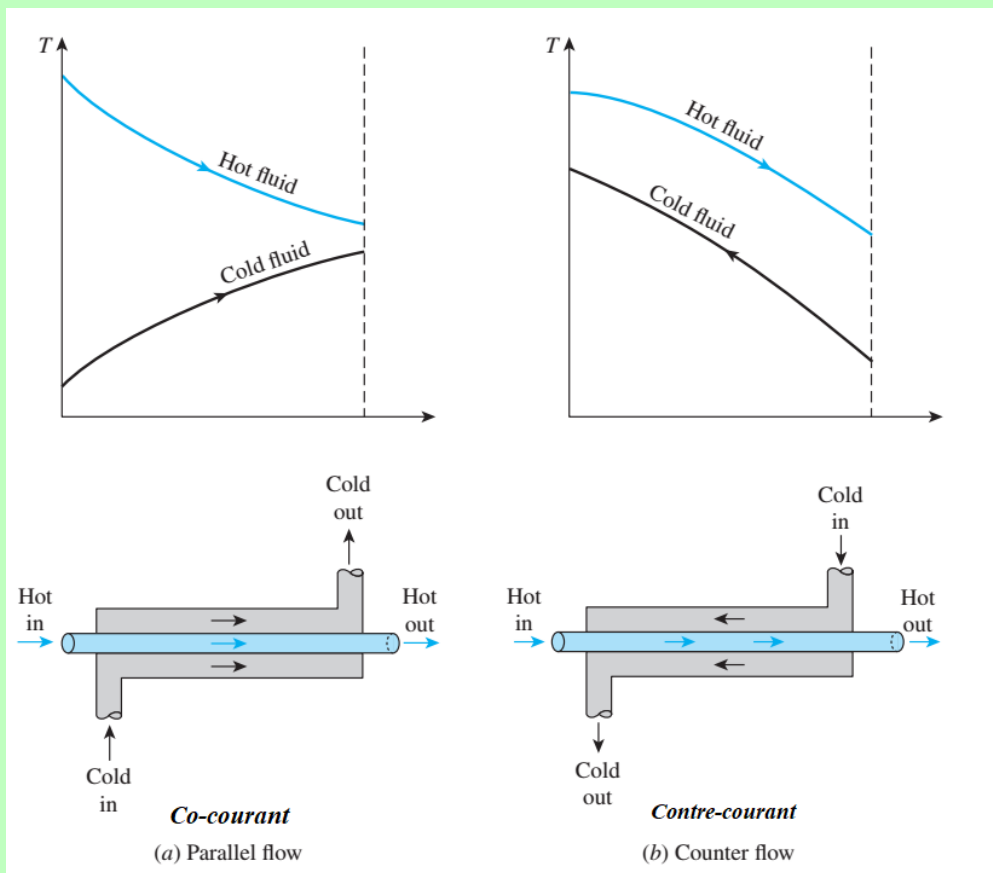 T
Hot fluid
Cold fluid
Cold
out
Hot
in
Hot
out
Cold
in
Co-courant
(a) Parallel flow
T
Hot fluid
Cold fluid
Cold
in
Hot
in
Hot
out
Cold
out
Contre-courant
(b) Counter flow